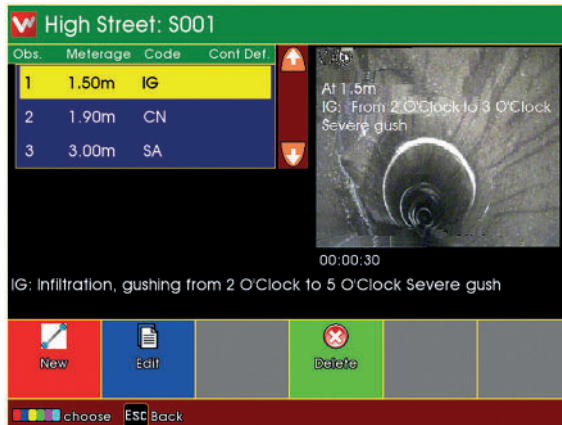 High Street: S001
Obs. Meterage Code Cont Def.
1 1.50m IG
2 1.90m CN
3 3.00m SA
At 1.5m
IG: From 2 O'Clock to 3 O'Clock
Severe gush
00:00:30
IG: Infiltration, gushing from 2 O'Clock to 5 O'Clock Severe gush
New Edit Delete
choose ESC Back